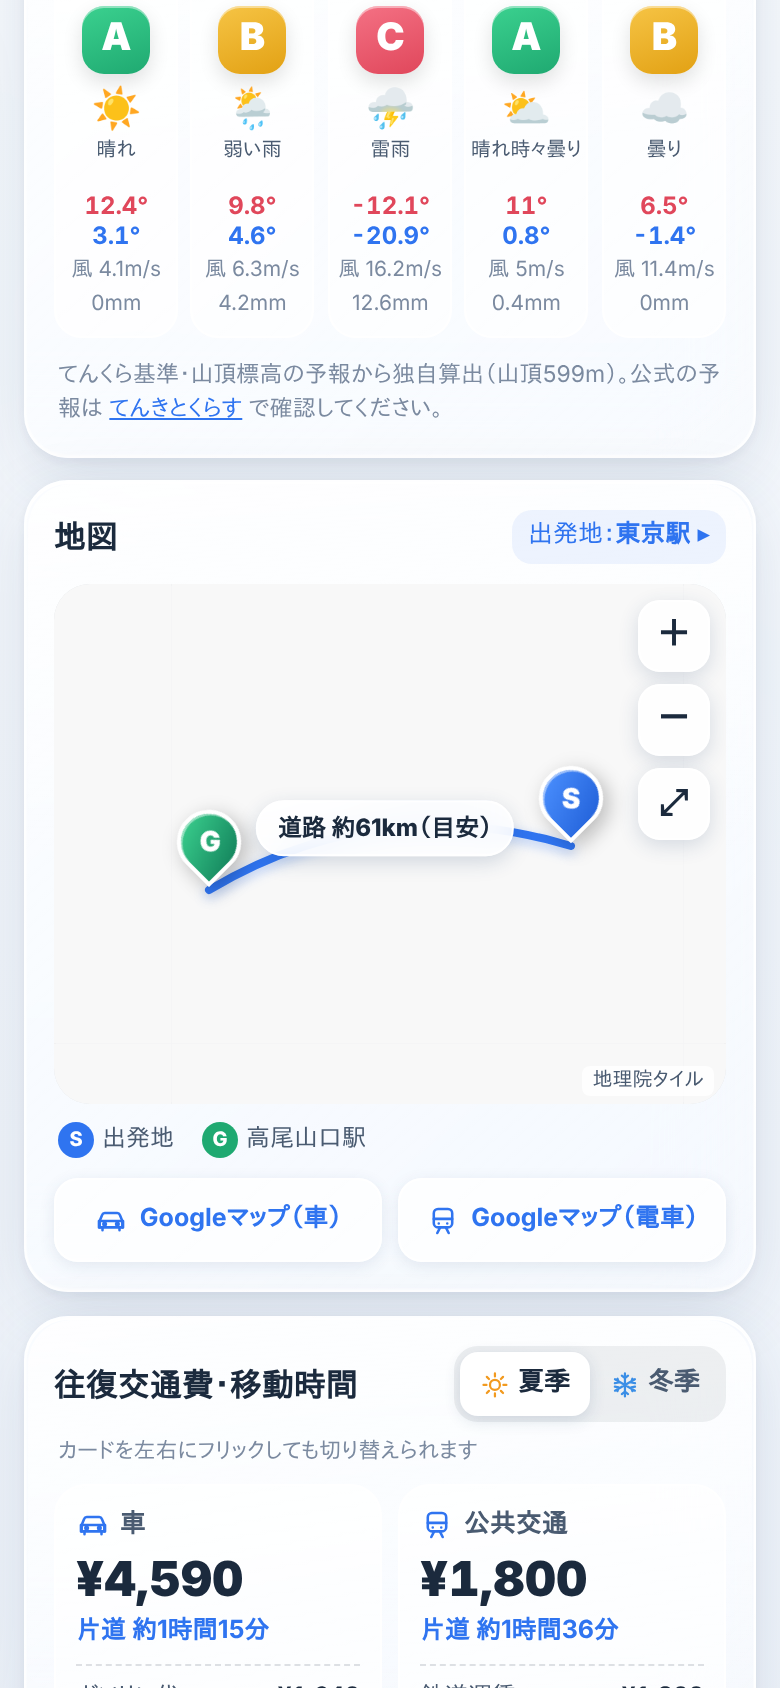 A B C A B
晴れ 弱い雨 雷雨 晴れ時々曇り 曇り
12.4° 9.8° -12.1° 11° 6.5°
3.1° 4.6° -20.9° 0.8° -1.4°
風 4.1m/s 風 6.3m/s 風 16.2m/s 風 5m/s 風 11.4m/s
0mm 4.2mm 12.6mm 0.4mm 0mm
てんくら基準・山頂標高の予報から独自算出（山頂599m）。公式の予
報は てんきとくらす で確認してください。
地図 出発地：東京駅 ▸
+
−
S
G 道路 約61km（目安）
地理院タイル
S 出発地 G 高尾山口駅
Googleマップ（車） Googleマップ（電車）
往復交通費・移動時間 夏季 冬季
カードを左右にフリックしても切り替えられます
車 公共交通
¥4,590 ¥1,800
片道 約1時間15分 片道 約1時間36分